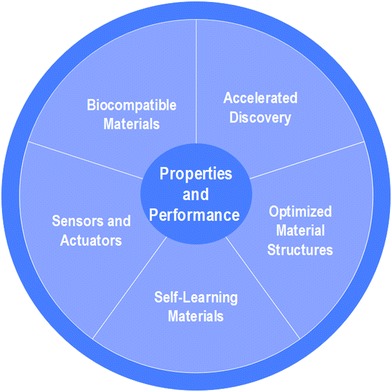 Biocompatible
Materials
Accelerated
Discovery
Properties
and
Performance
Sensors and
Actuators
Optimized
Material
Structures
Self-Learning
Materials